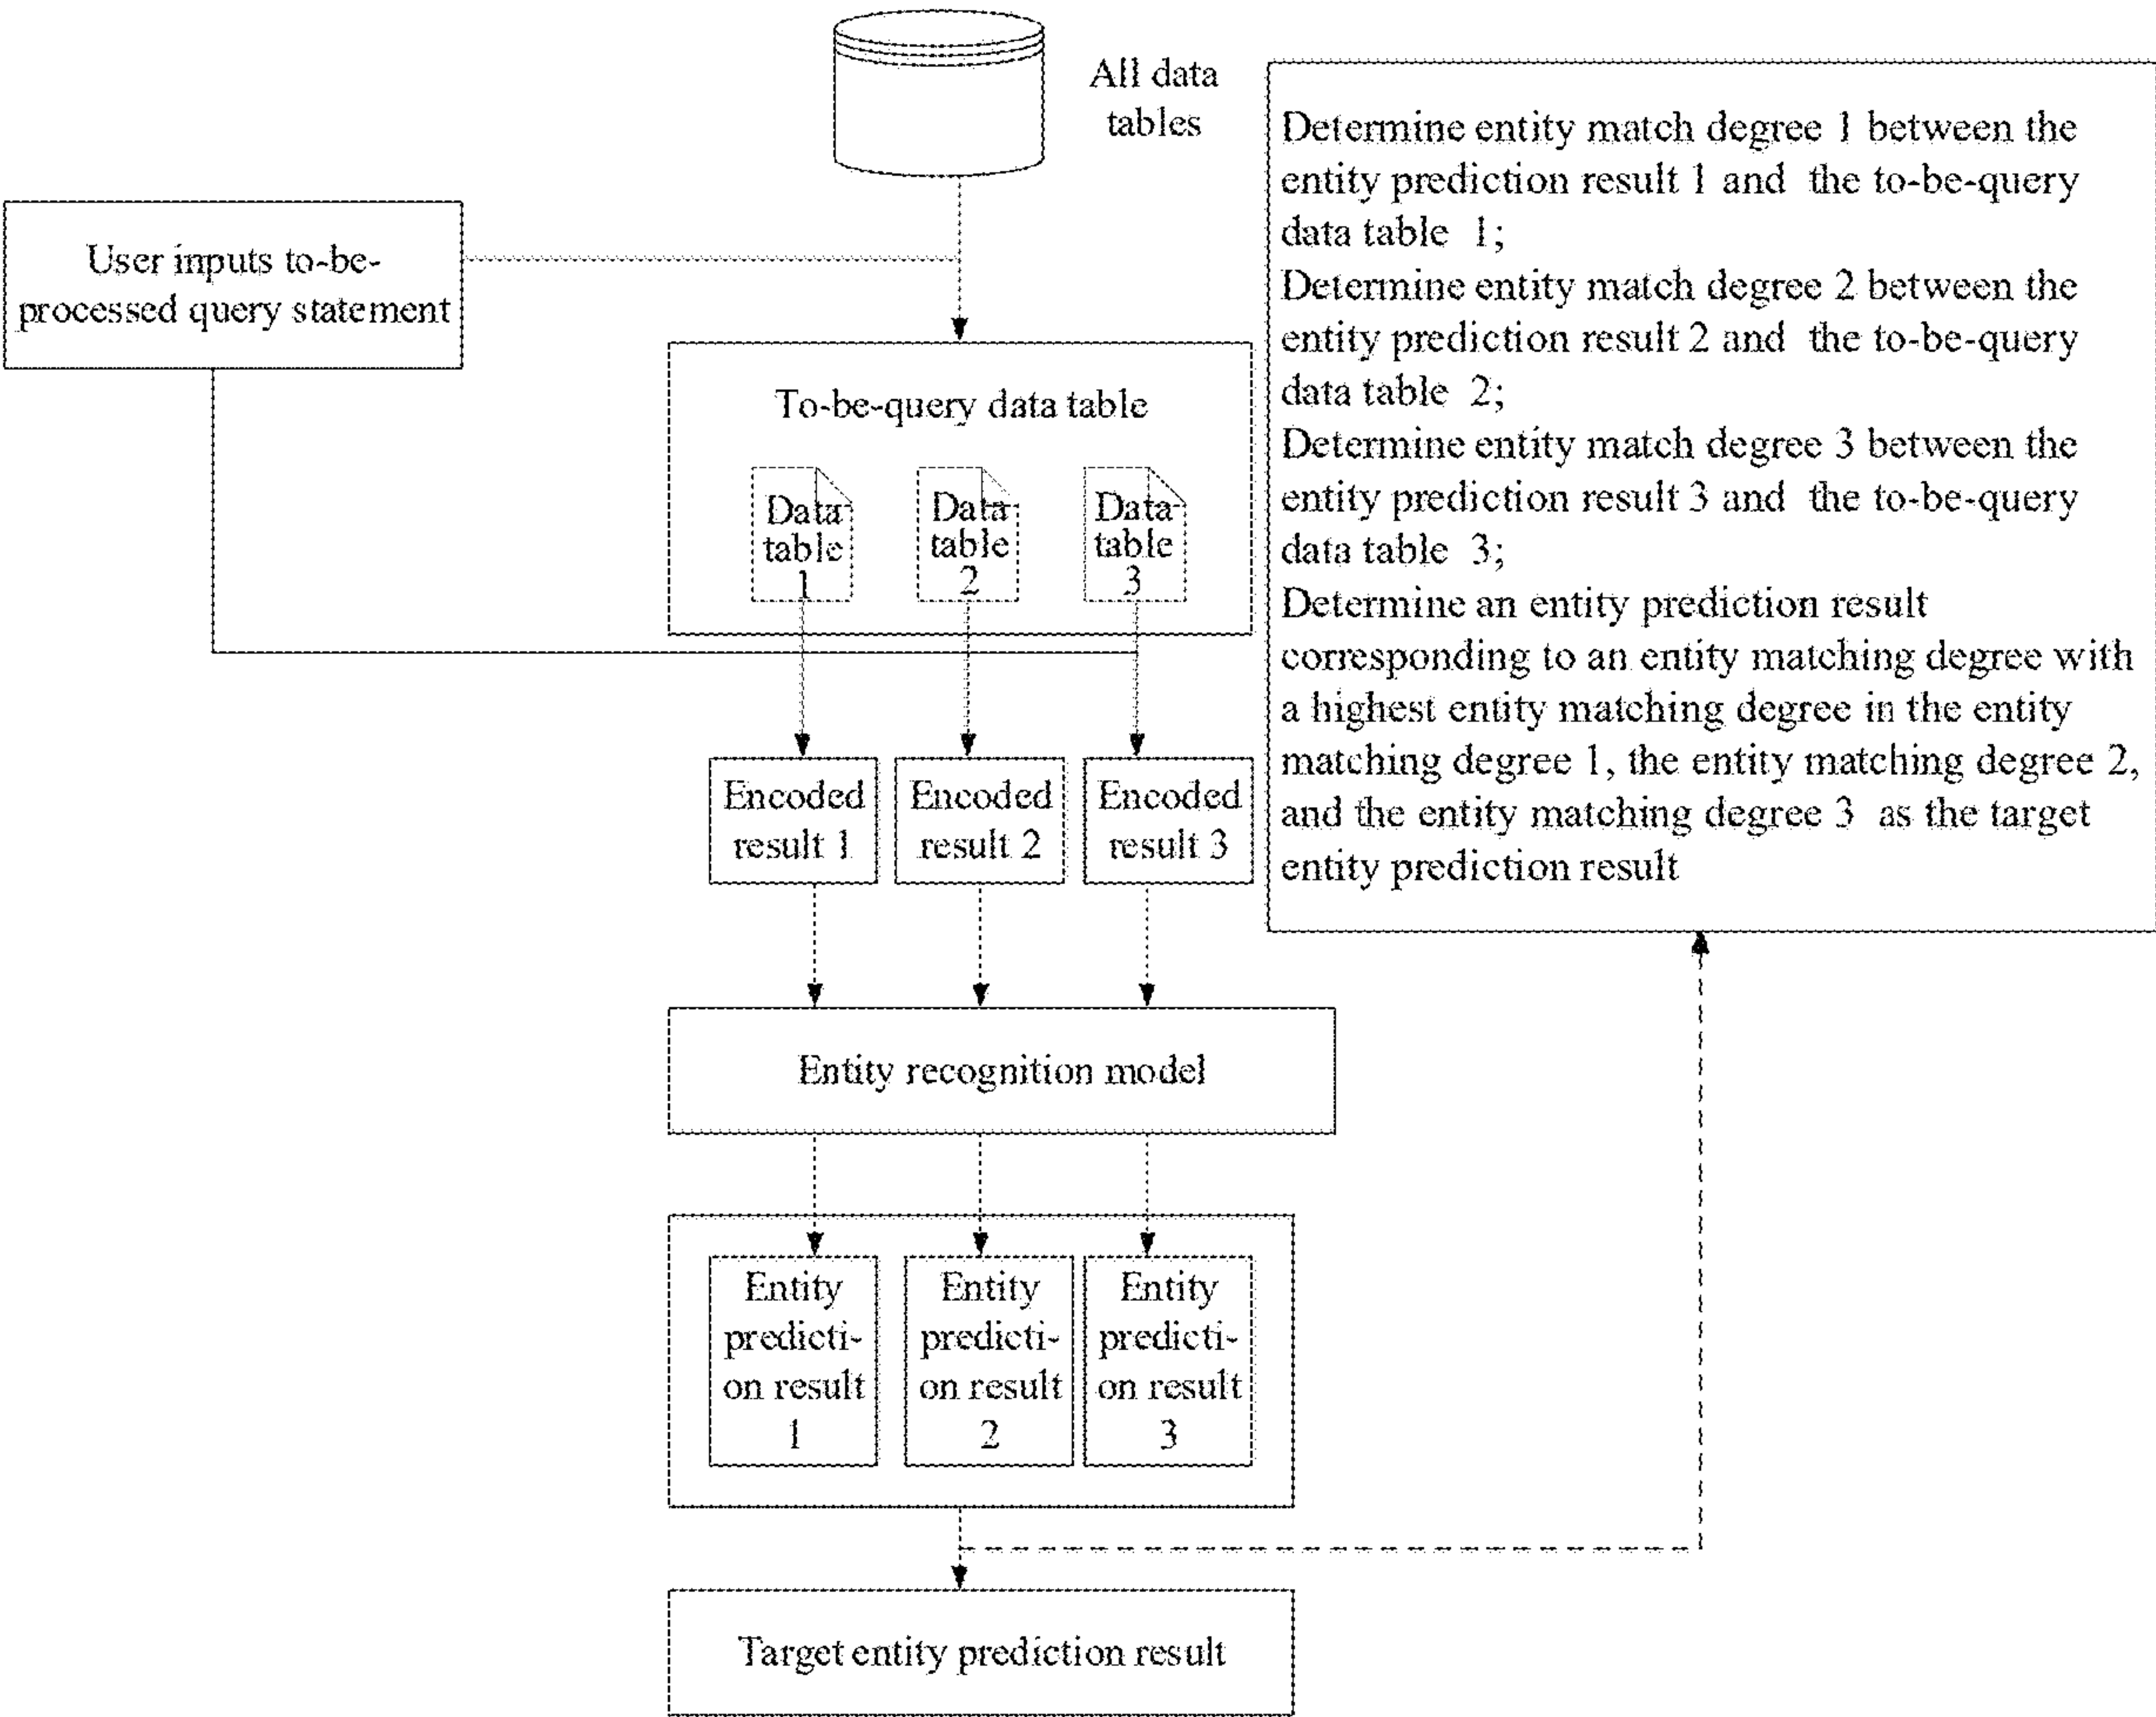 All data
tables
User inputs to-be-
processed query statement
To-be-query data table
Data
table
1
Data
table
2
Data
table
3
Encoded
result 1
Encoded
result 2
Encoded
result 3
Entity recognition model
Entity
predicti-
on result
1
Entity
predicti-
on result
2
Entity
predicti-
on result
3
Target entity prediction result
Determine entity match degree 1 between the
entity prediction result 1 and the to-be-query
data table 1;
Determine entity match degree 2 between the
entity prediction result 2 and the to-be-query
data table 2;
Determine entity match degree 3 between the
entity prediction result 3 and the to-be-query
data table 3;
Determine an entity prediction result
corresponding to an entity matching degree with
a highest entity matching degree in the entity
matching degree 1, the entity matching degree 2,
and the entity matching degree 3 as the target
entity prediction result